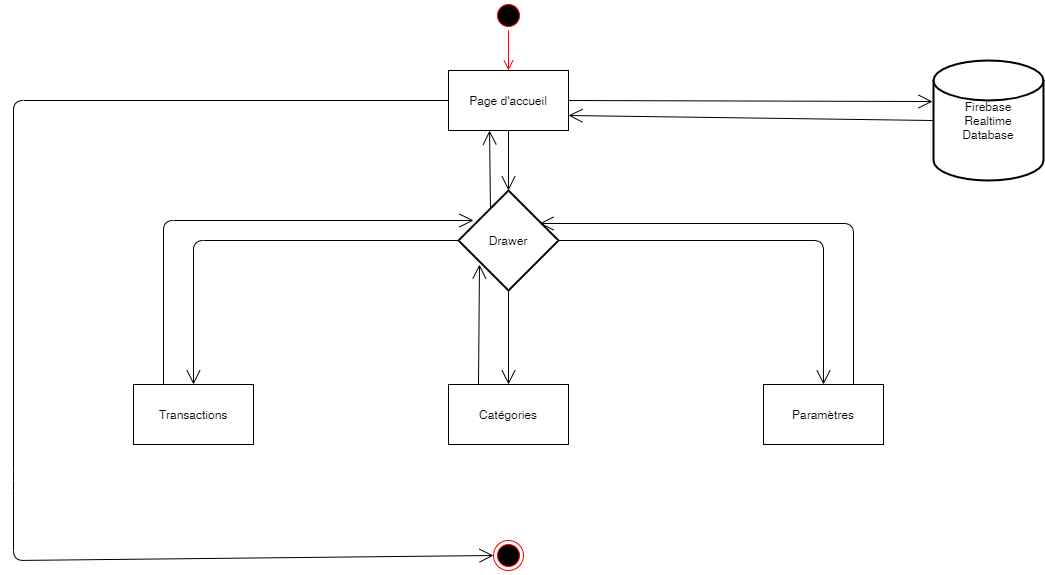 Page d'accueil
Firebase
Realtime
Database
Drawer
Transactions
Catégories
Paramètres